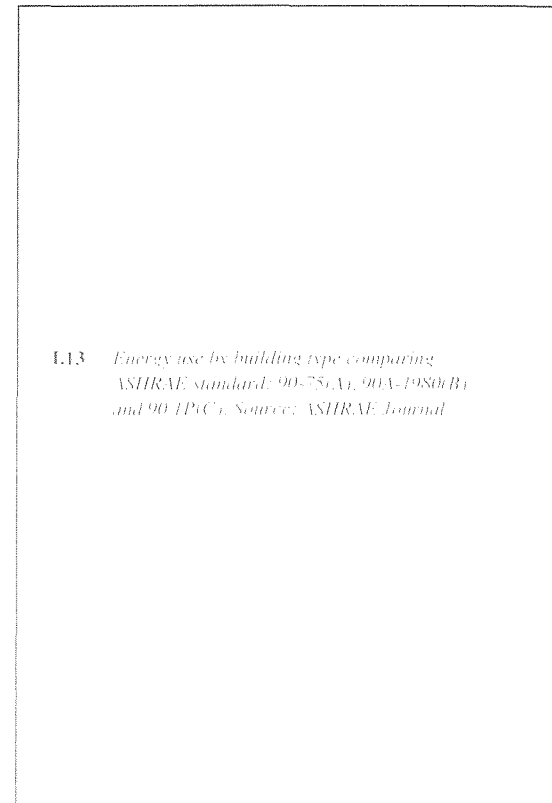 1.13 Energy use by building type comparing
ASHRAE standard: 90-75(A), 90A-1980(B)
and 90.1P(C). Source: ASHRAE Journal